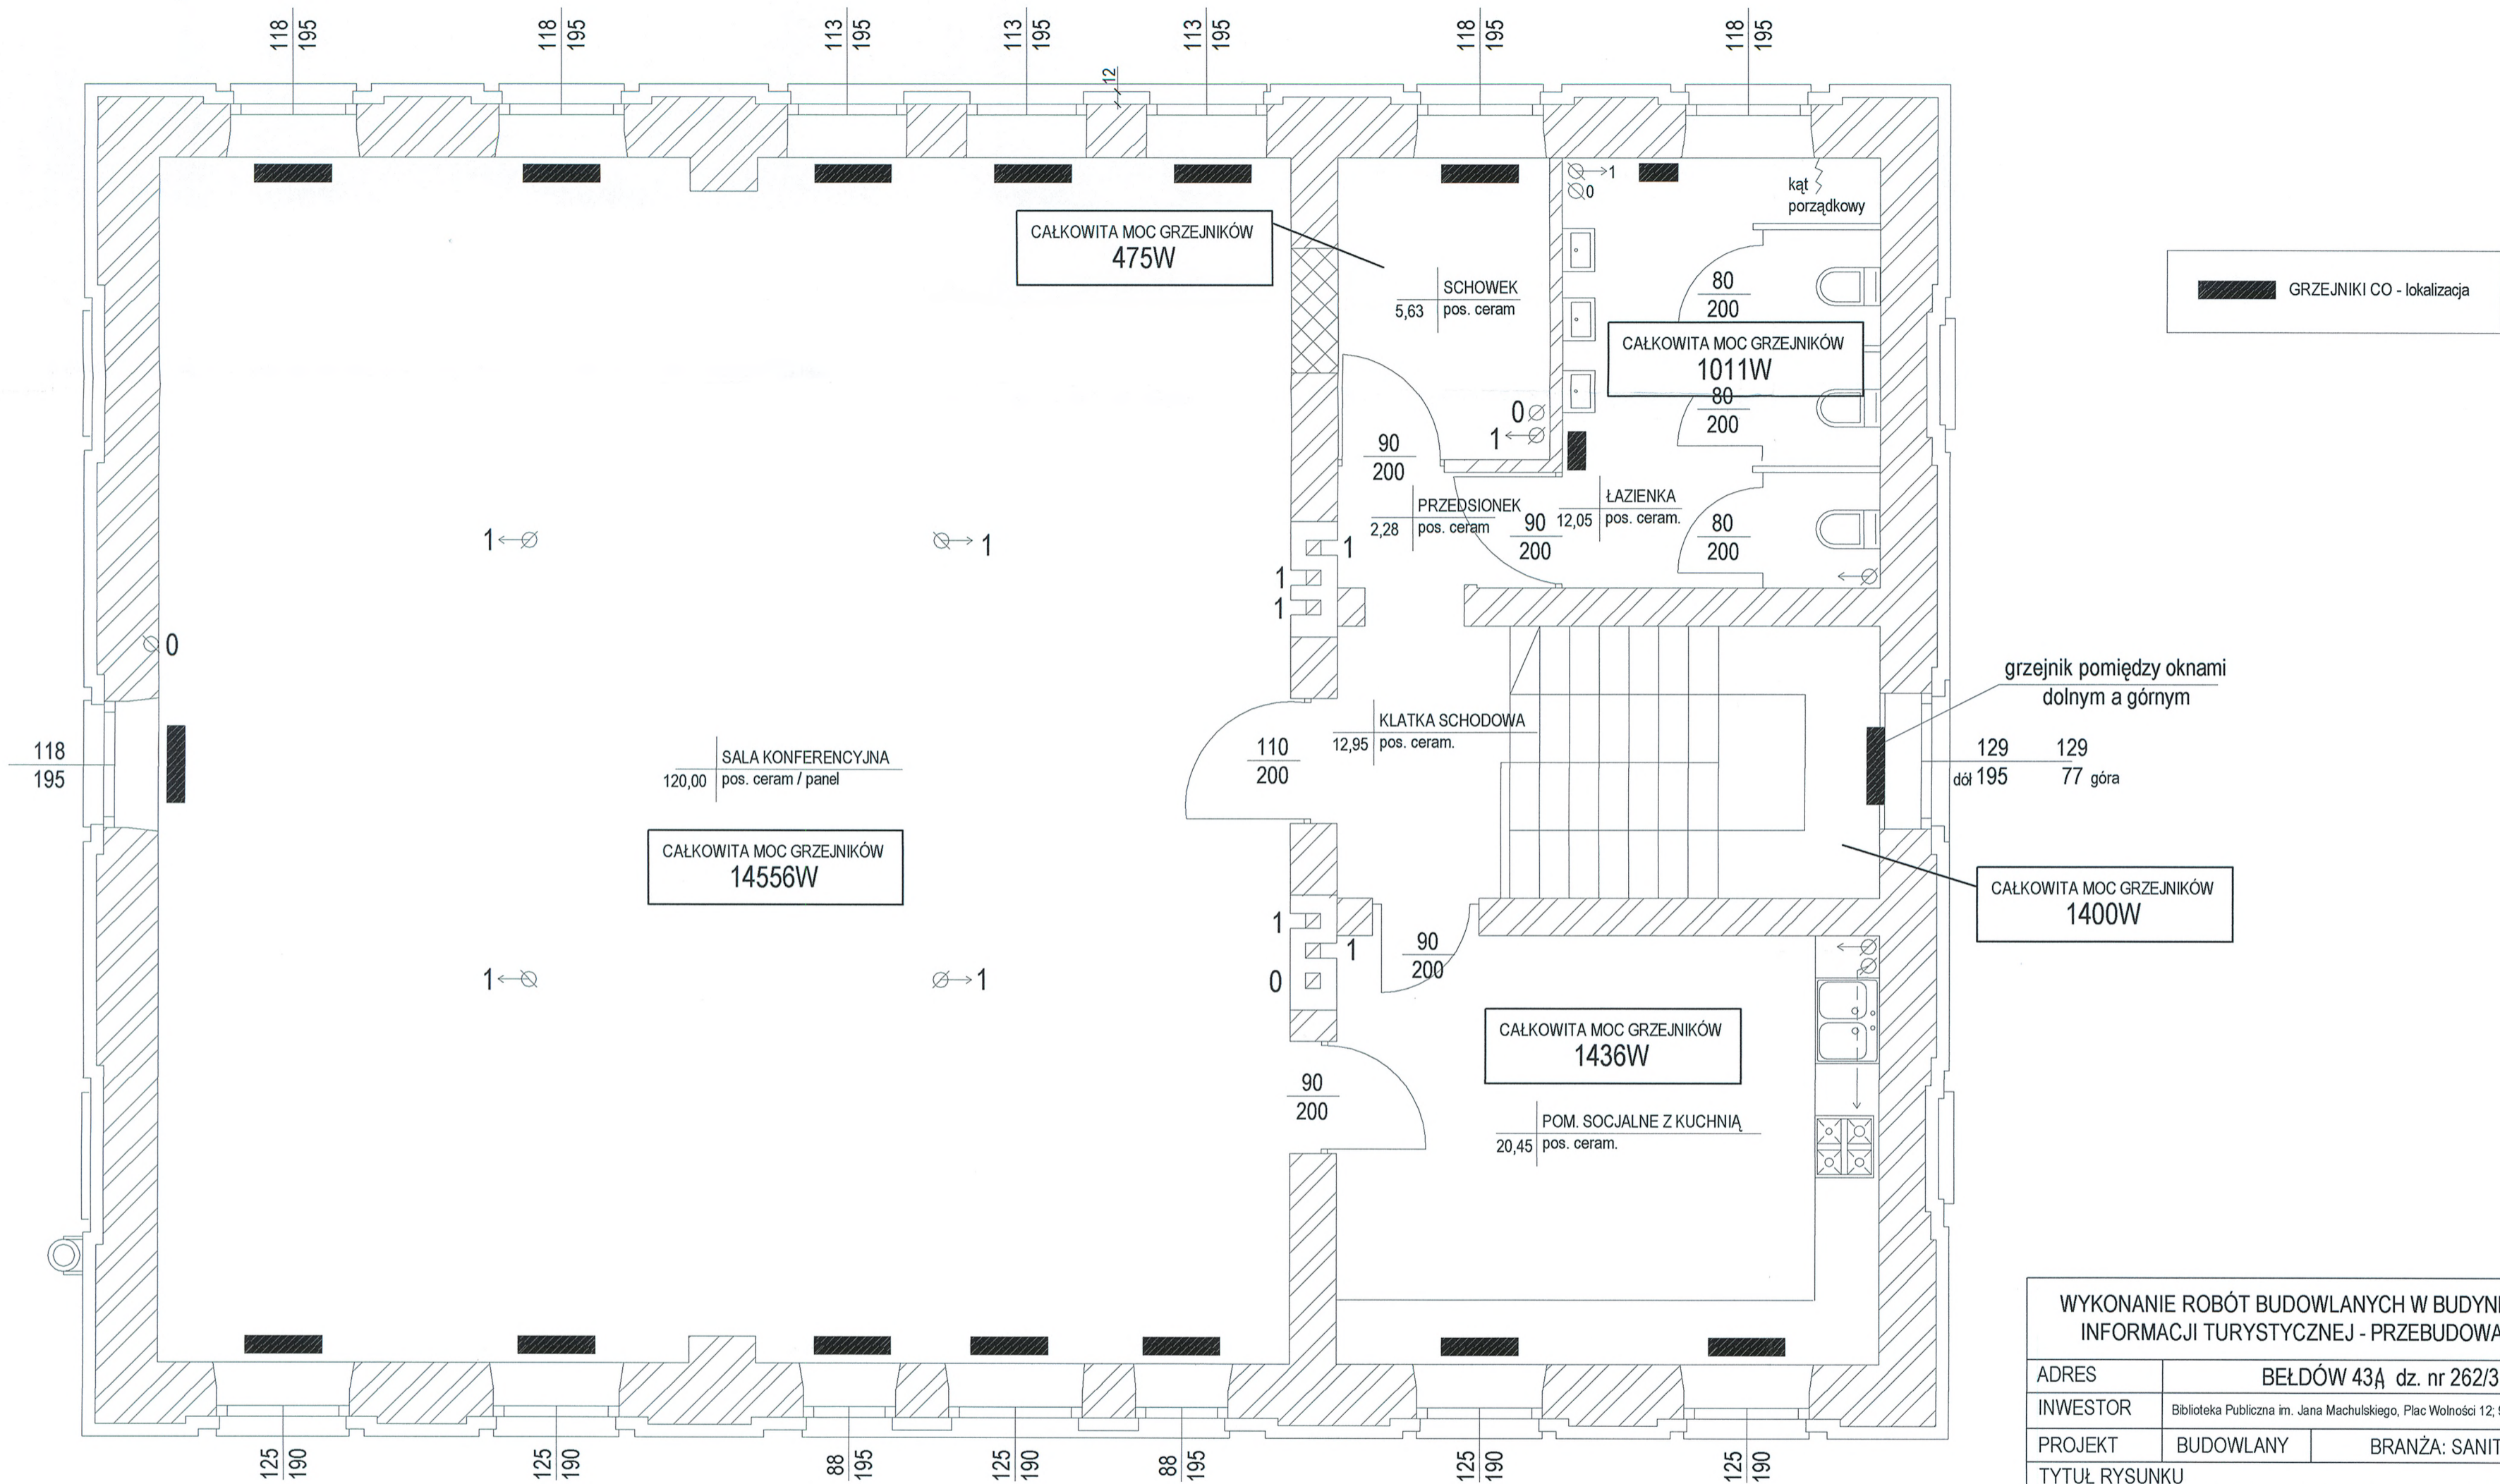 118
195
118
195
113
195
113
195
113
195
118
195
118
195
12
CAŁKOWITA MOC GRZEJNIKÓW
475W
SCHOWEK
5,63 pos. ceram
1
0
kąt
porządkowy
80
200
CAŁKOWITA MOC GRZEJNIKÓW
1011W
80
200
GRZEJNIKI CO - lokalizacja
0
1
90
200
PRZEDSIONEK
2,28 pos. ceram
90
200
ŁAZIENKA
12,05 pos. ceram.
80
200
1
1
1
1
1
0
118
195
SALA KONFERENCYJNA
120,00 pos. ceram / panel
CAŁKOWITA MOC GRZEJNIKÓW
14556W
110
200
KLATKA SCHODOWA
12,95 pos. ceram.
grzejnik pomiędzy oknami
dolnym a górnym
129 129
dół 195 77 góra
CAŁKOWITA MOC GRZEJNIKÓW
1400W
1
1
0
1
1
90
200
CAŁKOWITA MOC GRZEJNIKÓW
1436W
90
200
POM. SOCJALNE Z KUCHNIĄ
20,45 pos. ceram.
125
190
125
190
88
195
125
190
88
195
125
190
125
190
WYKONANIE ROBÓT BUDOWLANYCH W BUDYN
INFORMACJI TURYSTYCZNEJ - PRZEBUDOWA
ADRES BEŁDÓW 43A dz. nr 262/3
INWESTOR Biblioteka Publiczna im. Jana Machulskiego, Plac Wolności 12; 9
PROJEKT BUDOWLANY BRANŻA: SANIT
TYTUŁ RYSUNKU